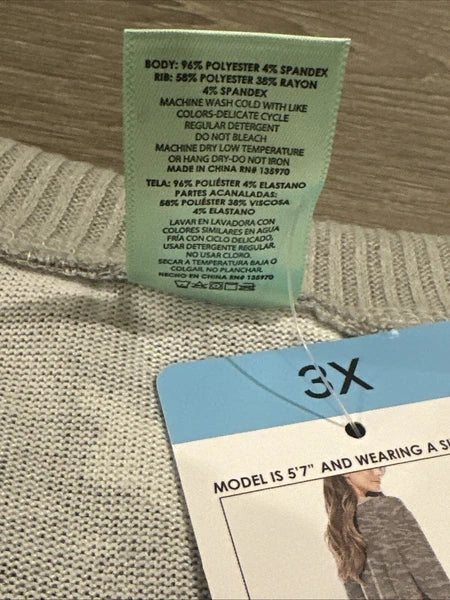 BODY: 96% POLYESTER 4% SPANDEX
RIB: 58% POLYESTER 38% RAYON
4% SPANDEX
MACHINE WASH COLD WITH LIKE
COLORS-DELICATE CYCLE
REGULAR DETERGENT
DO NOT BLEACH
MACHINE DRY LOW TEMPERATURE
OR HANG DRY-DO NOT IRON
MADE IN CHINA RN# 135970
TELA: 96% POLIÉSTER 4% ELASTANO
PARTES ACANALADAS:
58% POLIÉSTER 38% VISCOSA
4% ELASTANO
LAVAR EN LAVADORA CON
COLORES SIMILARES EN AGUA
FRÍA CON CICLO DELICADO,
USAR DETERGENTE REGULAR.
NO USAR CLORO.
SECAR A TEMPERATURA BAJA O
COLGAR. NO PLANCHAR.
HECHO EN CHINA RN# 135970
3X
MODEL IS 5'7" AND WEARING A